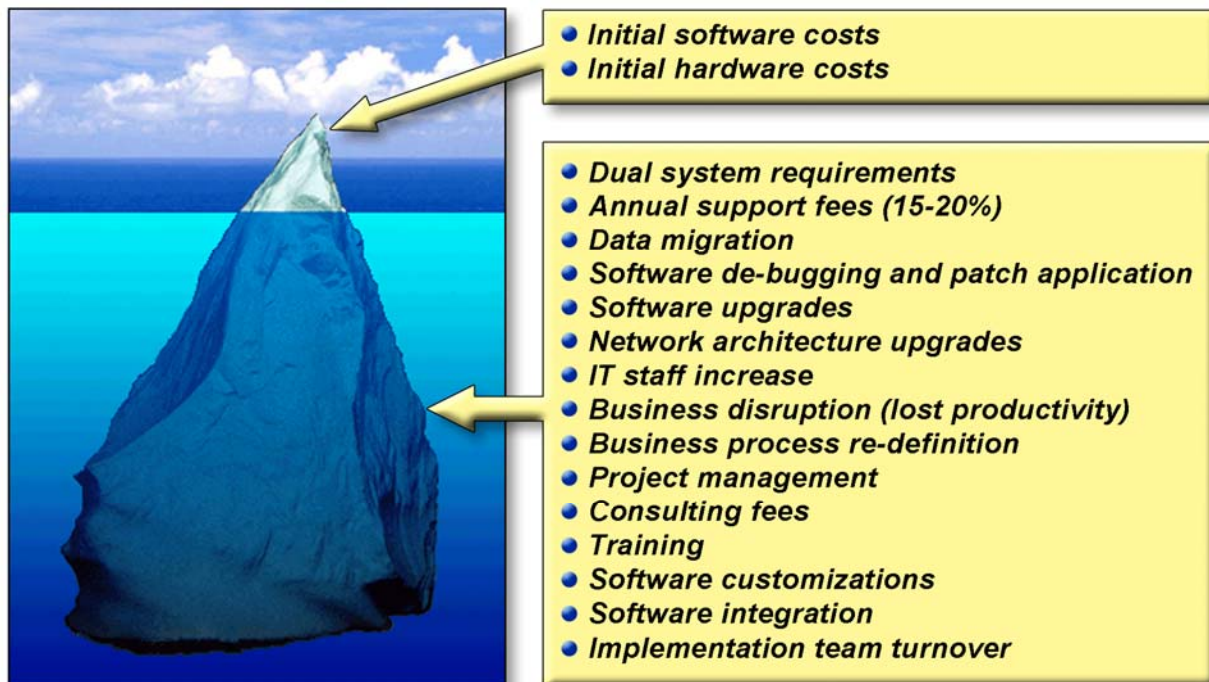 Initial software costs
Initial hardware costs
Dual system requirements
Annual support fees (15-20%)
Data migration
Software de-bugging and patch application
Software upgrades
Network architecture upgrades
IT staff increase
Business disruption (lost productivity)
Business process re-definition
Project management
Consulting fees
Training
Software customizations
Software integration
Implementation team turnover